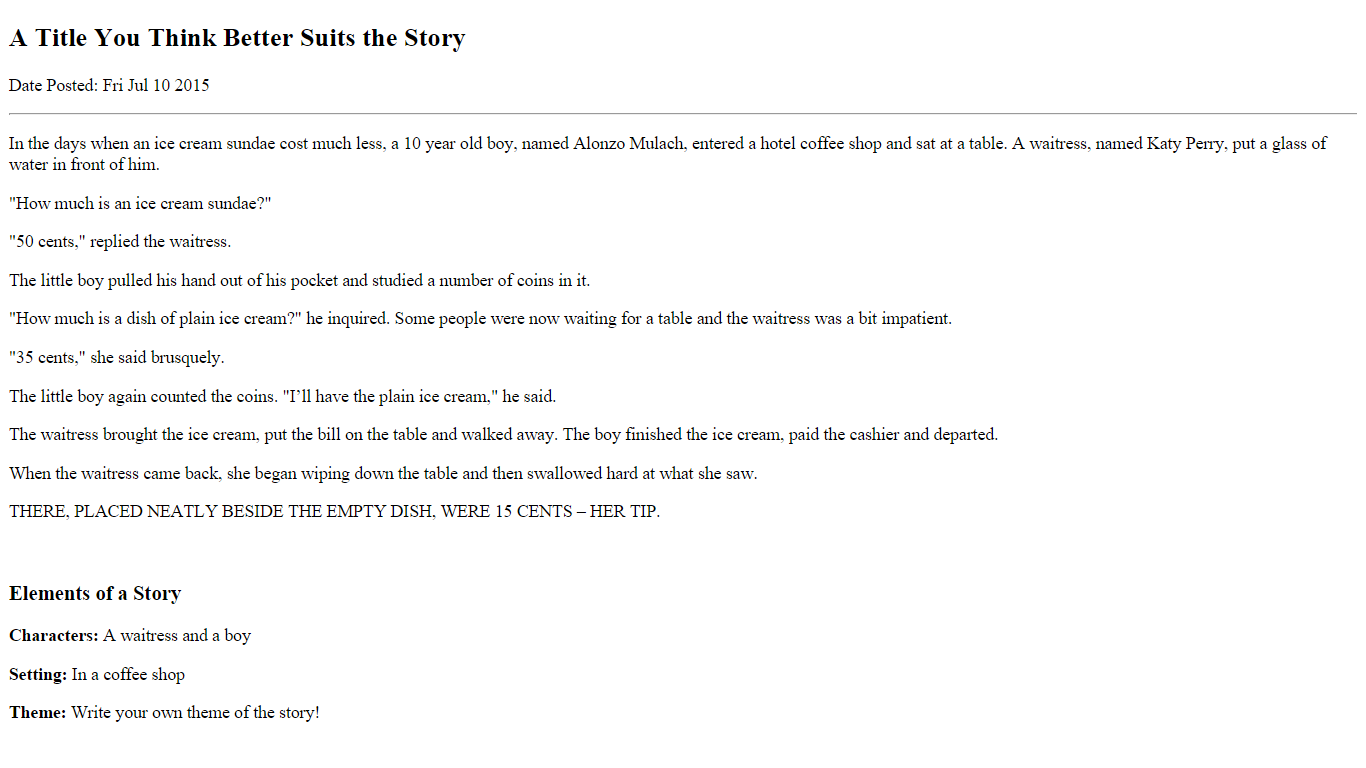 A Title You Think Better Suits the Story
Date Posted: Fri Jul 10 2015
In the days when an ice cream sundae cost much less, a 10 year old boy, named Alonzo Mulach, entered a hotel coffee shop and sat at a table. A waitress, named Katy Perry, put a glass of
water in front of him.
"How much is an ice cream sundae?"
"50 cents," replied the waitress.
The little boy pulled his hand out of his pocket and studied a number of coins in it.
"How much is a dish of plain ice cream?" he inquired. Some people were now waiting for a table and the waitress was a bit impatient.
"35 cents," she said brusquely.
The little boy again counted the coins. "I’ll have the plain ice cream," he said.
The waitress brought the ice cream, put the bill on the table and walked away. The boy finished the ice cream, paid the cashier and departed.
When the waitress came back, she began wiping down the table and then swallowed hard at what she saw.
THERE, PLACED NEATLY BESIDE THE EMPTY DISH, WERE 15 CENTS – HER TIP.
Elements of a Story
Characters: A waitress and a boy
Setting: In a coffee shop
Theme: Write your own theme of the story!